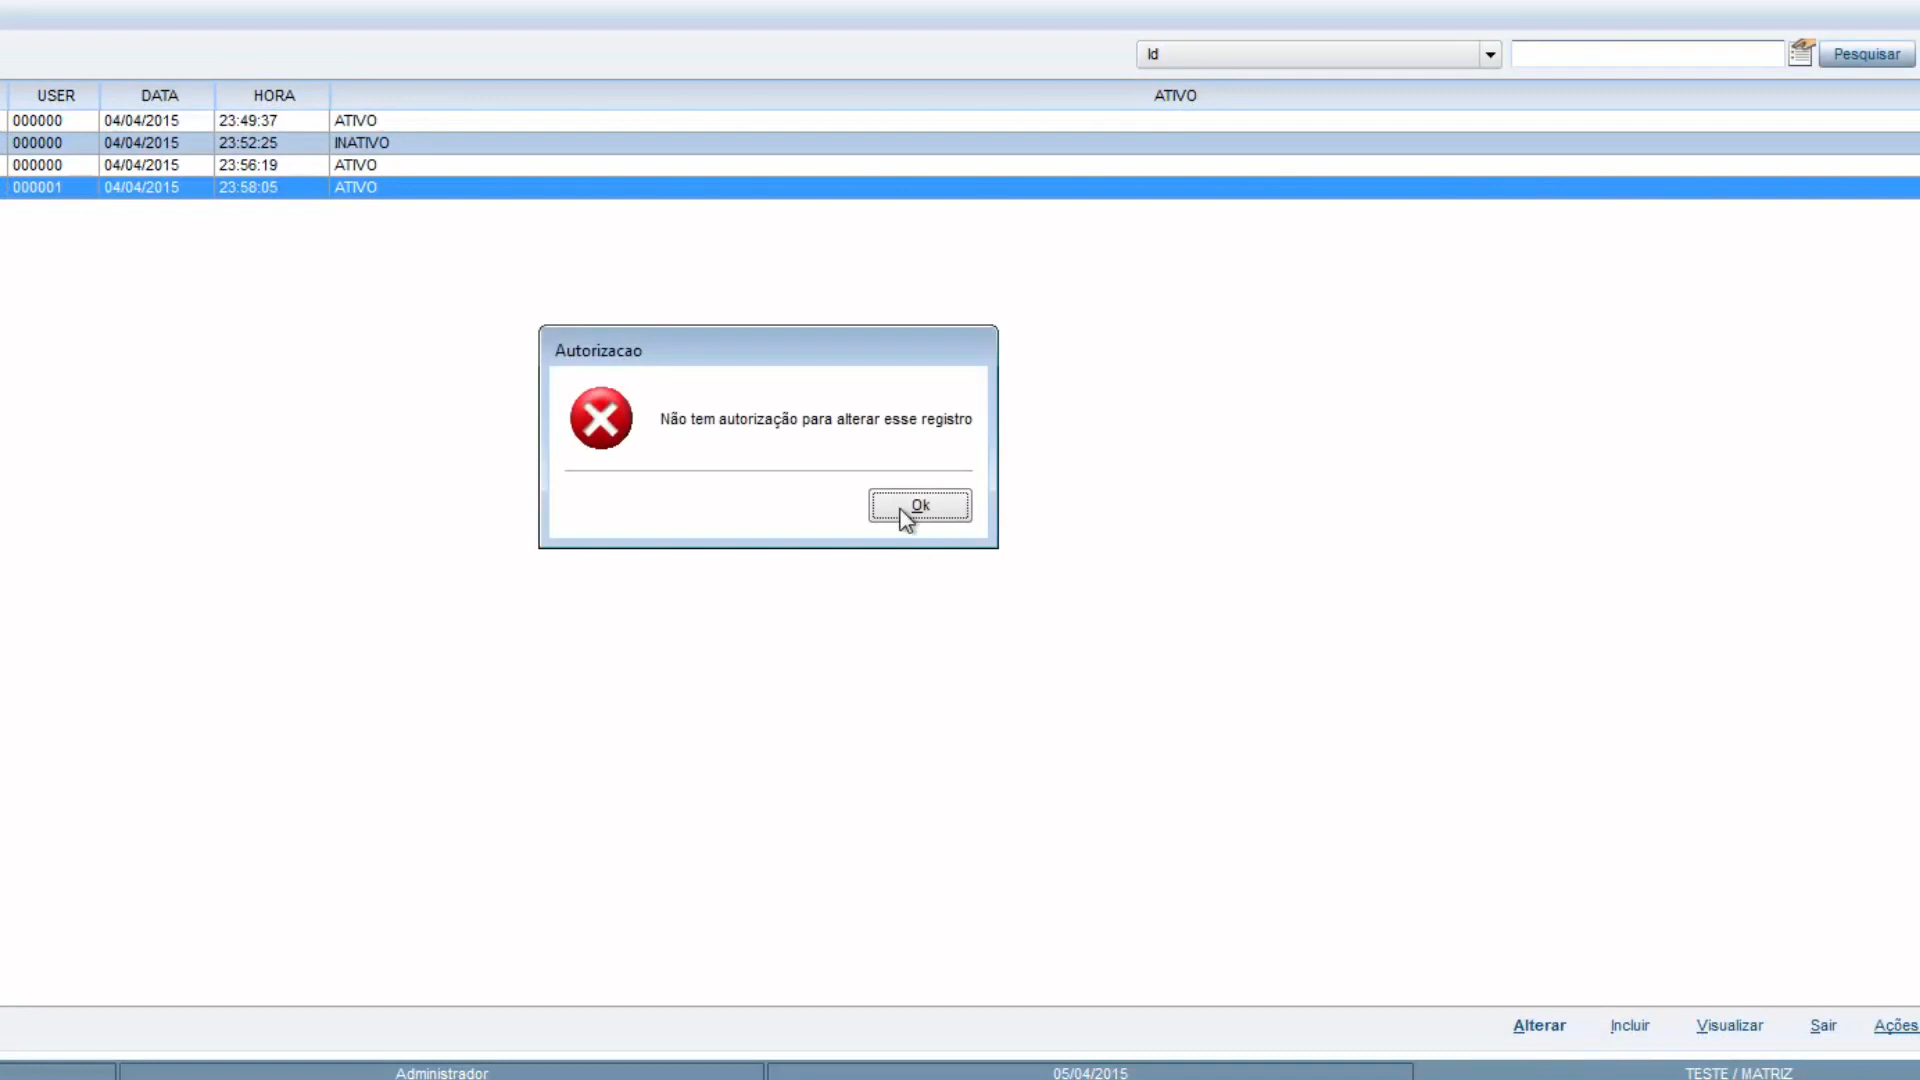 Id
Pesquisar
USER DATA HORA ATIVO
000000 04/04/2015 23:49:37 ATIVO
000000 04/04/2015 23:52:25 INATIVO
000000 04/04/2015 23:56:19 ATIVO
000001 04/04/2015 23:58:05 ATIVO
Autorizacao
Não tem autorização para alterar esse registro
Ok
Alterar Incluir Visualizar Sair Ações
Administrador 05/04/2015 TESTE / MATRIZ